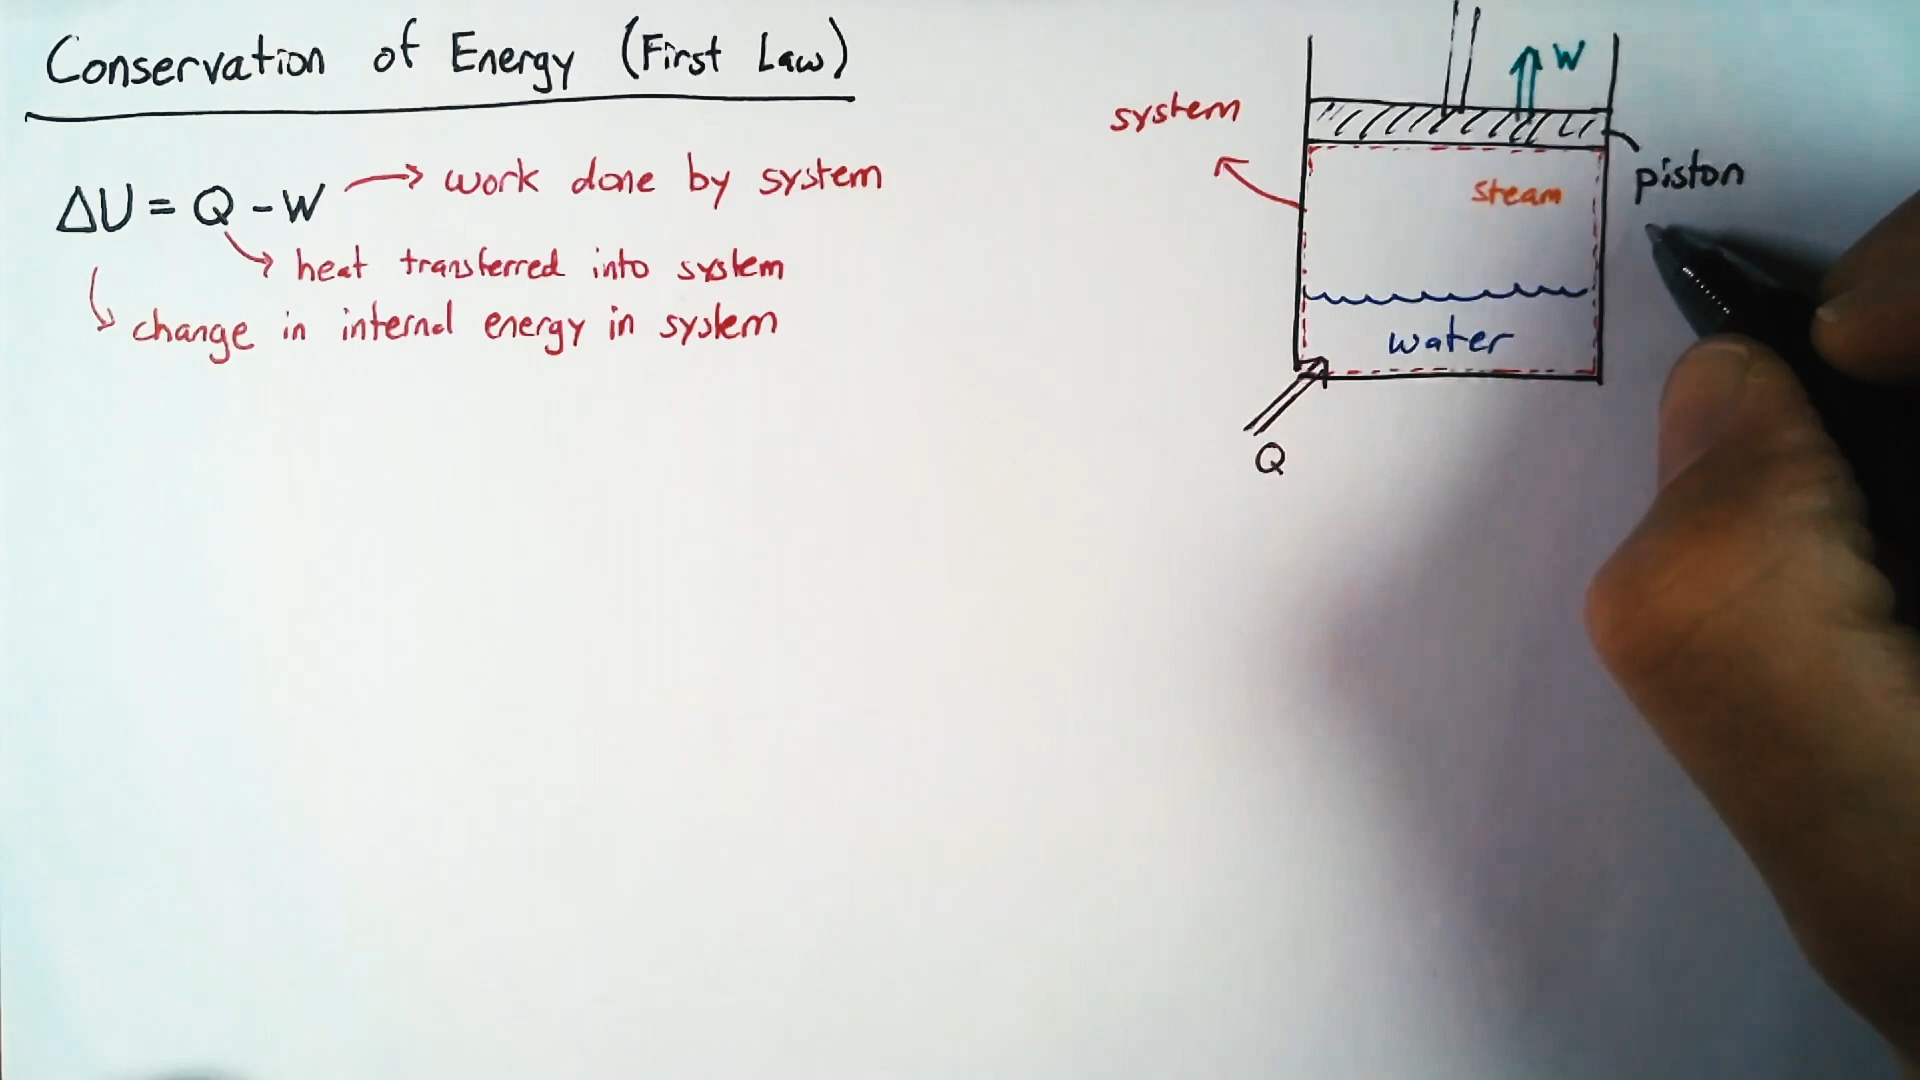 Conservation of Energy (First Law)
ΔU = Q - W → work done by system
heat transferred into system
change in internal energy in system
W
system
piston
steam
water
Q